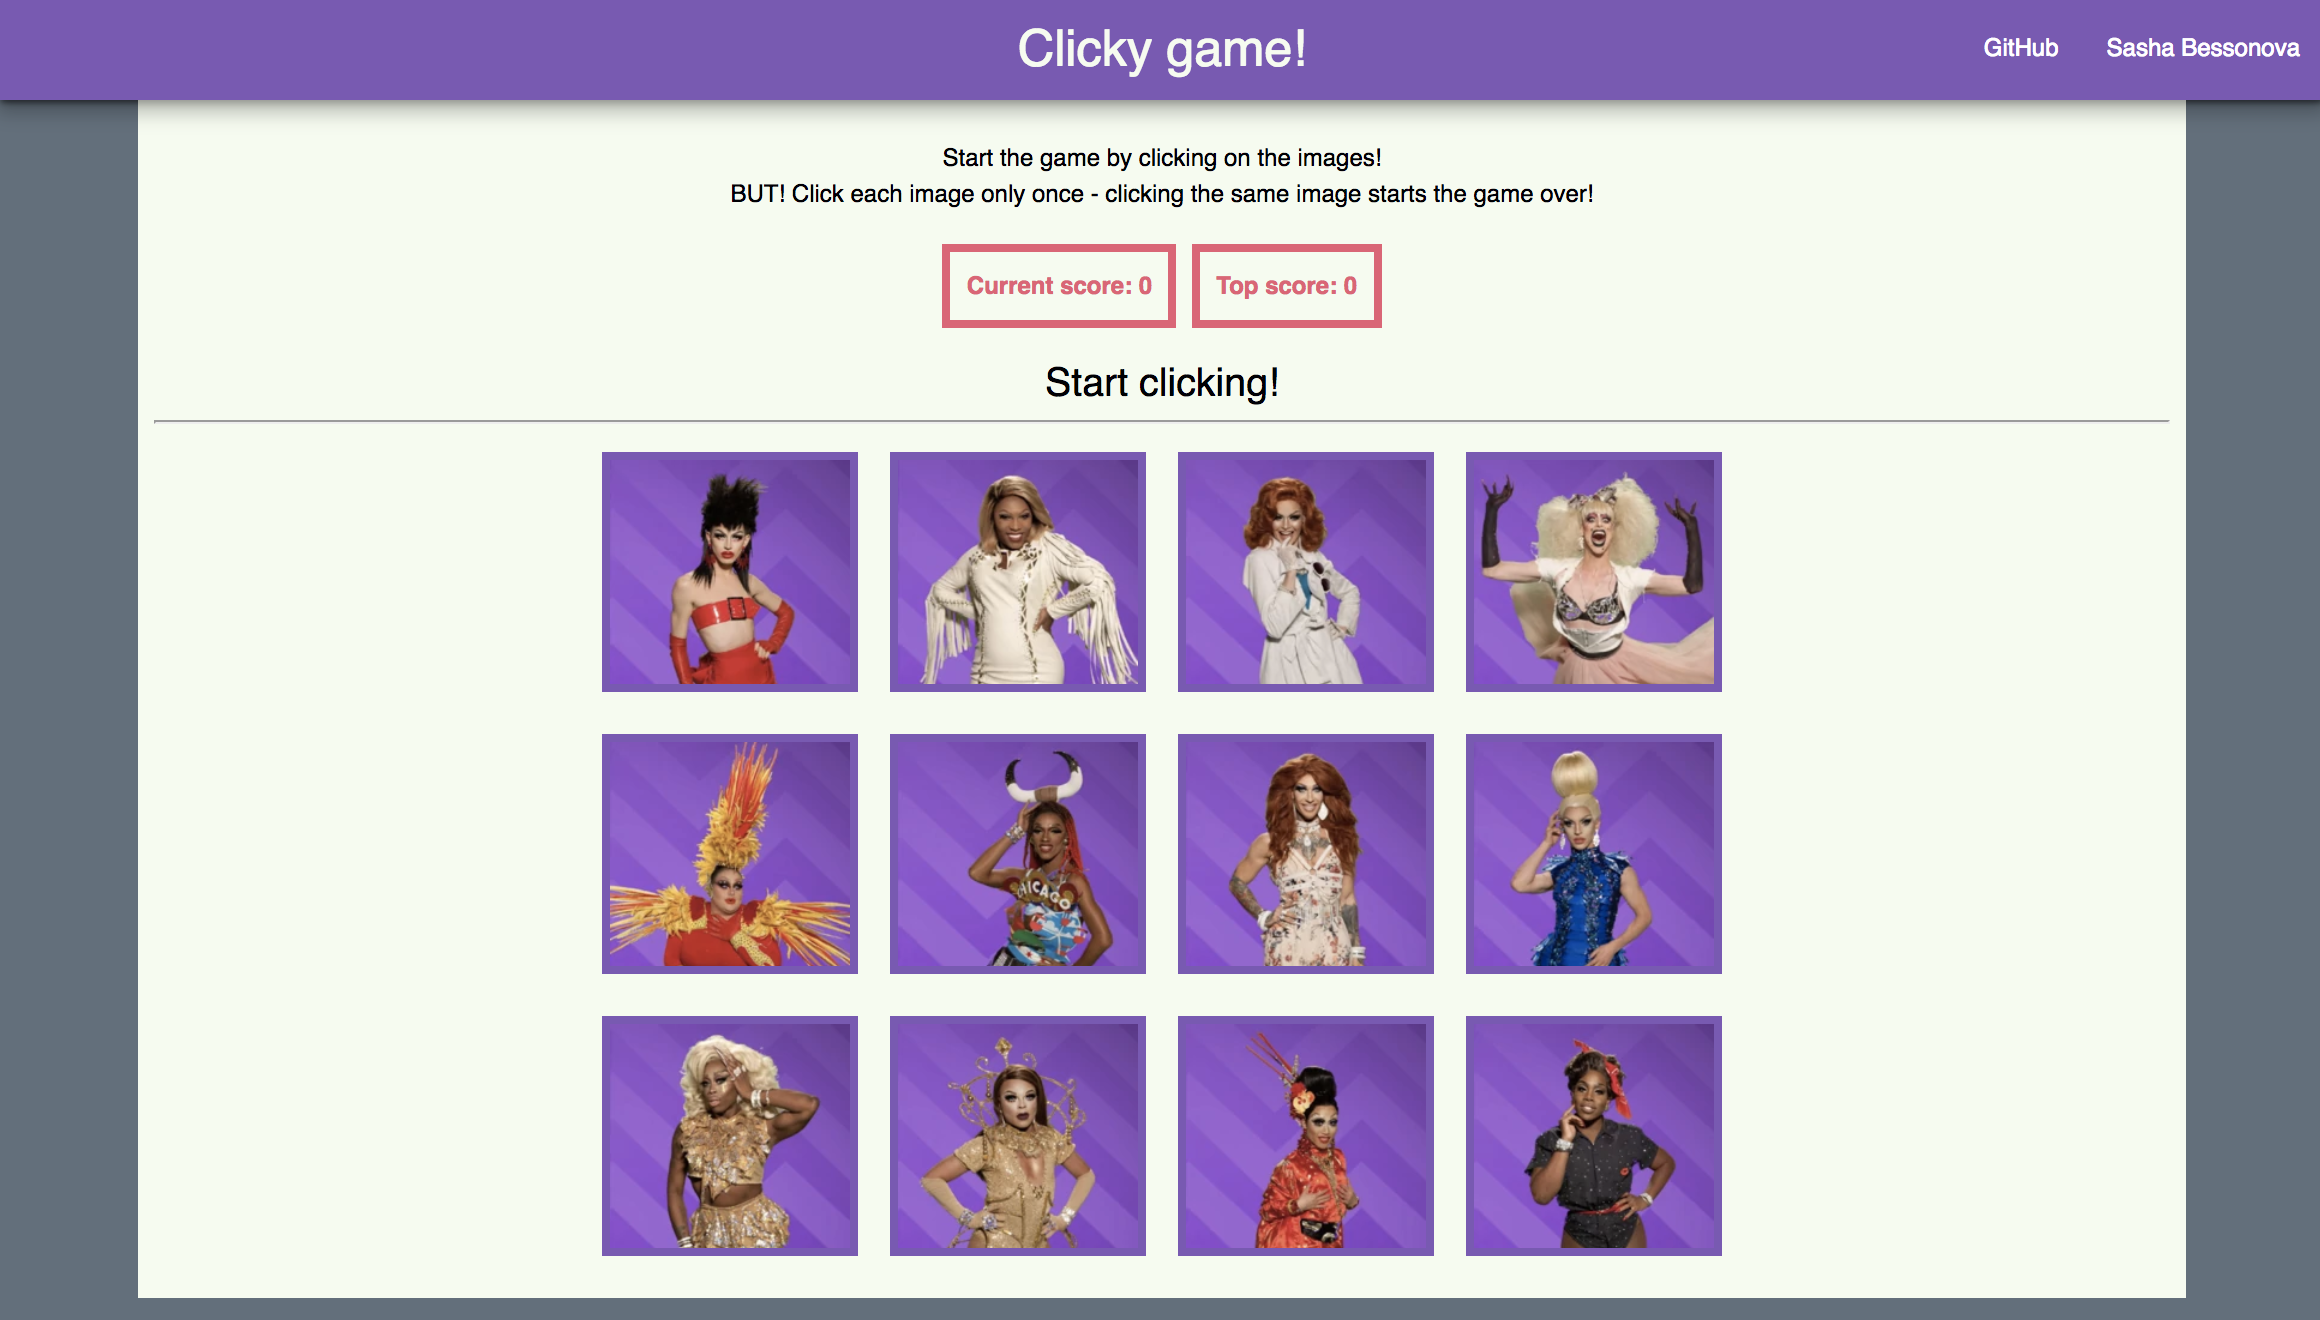 Clicky game!
GitHub
Sasha Bessonova
Start the game by clicking on the images!
BUT! Click each image only once - clicking the same image starts the game over!
Current score: 0
Top score: 0
Start clicking!
CHICAGO